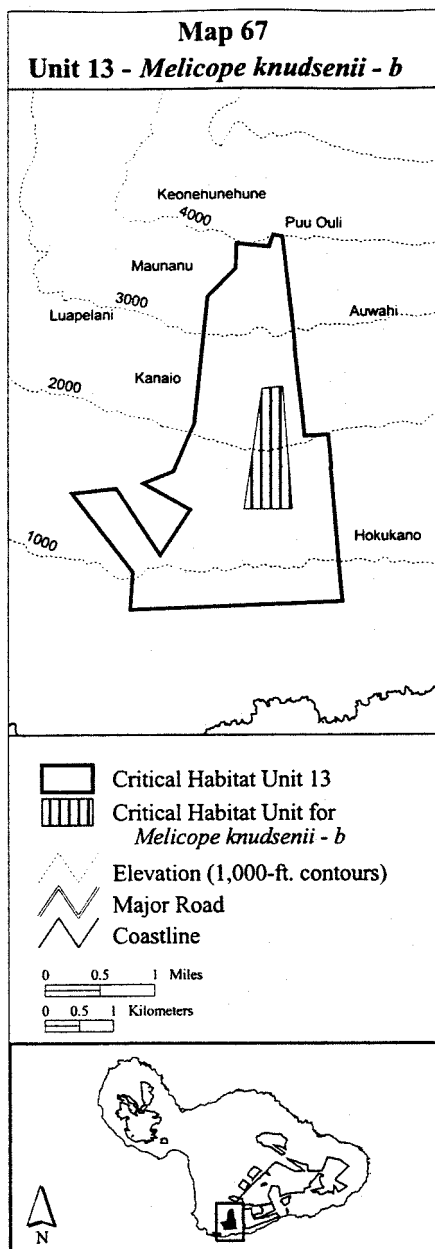 Map 67
Unit 13 - Melicope knudsenii - b
Keonehunehune
4000
Puu Ouli
Maunanu
3000
Luapelani
Auwahi
Kanaio
2000
1000
Hokukano
Critical Habitat Unit 13
Critical Habitat Unit for
Melicope knudsenii - b
Elevation (1,000-ft. contours)
Major Road
Coastline
0 0.5 1 Miles
0 0.5 1 Kilometers
N